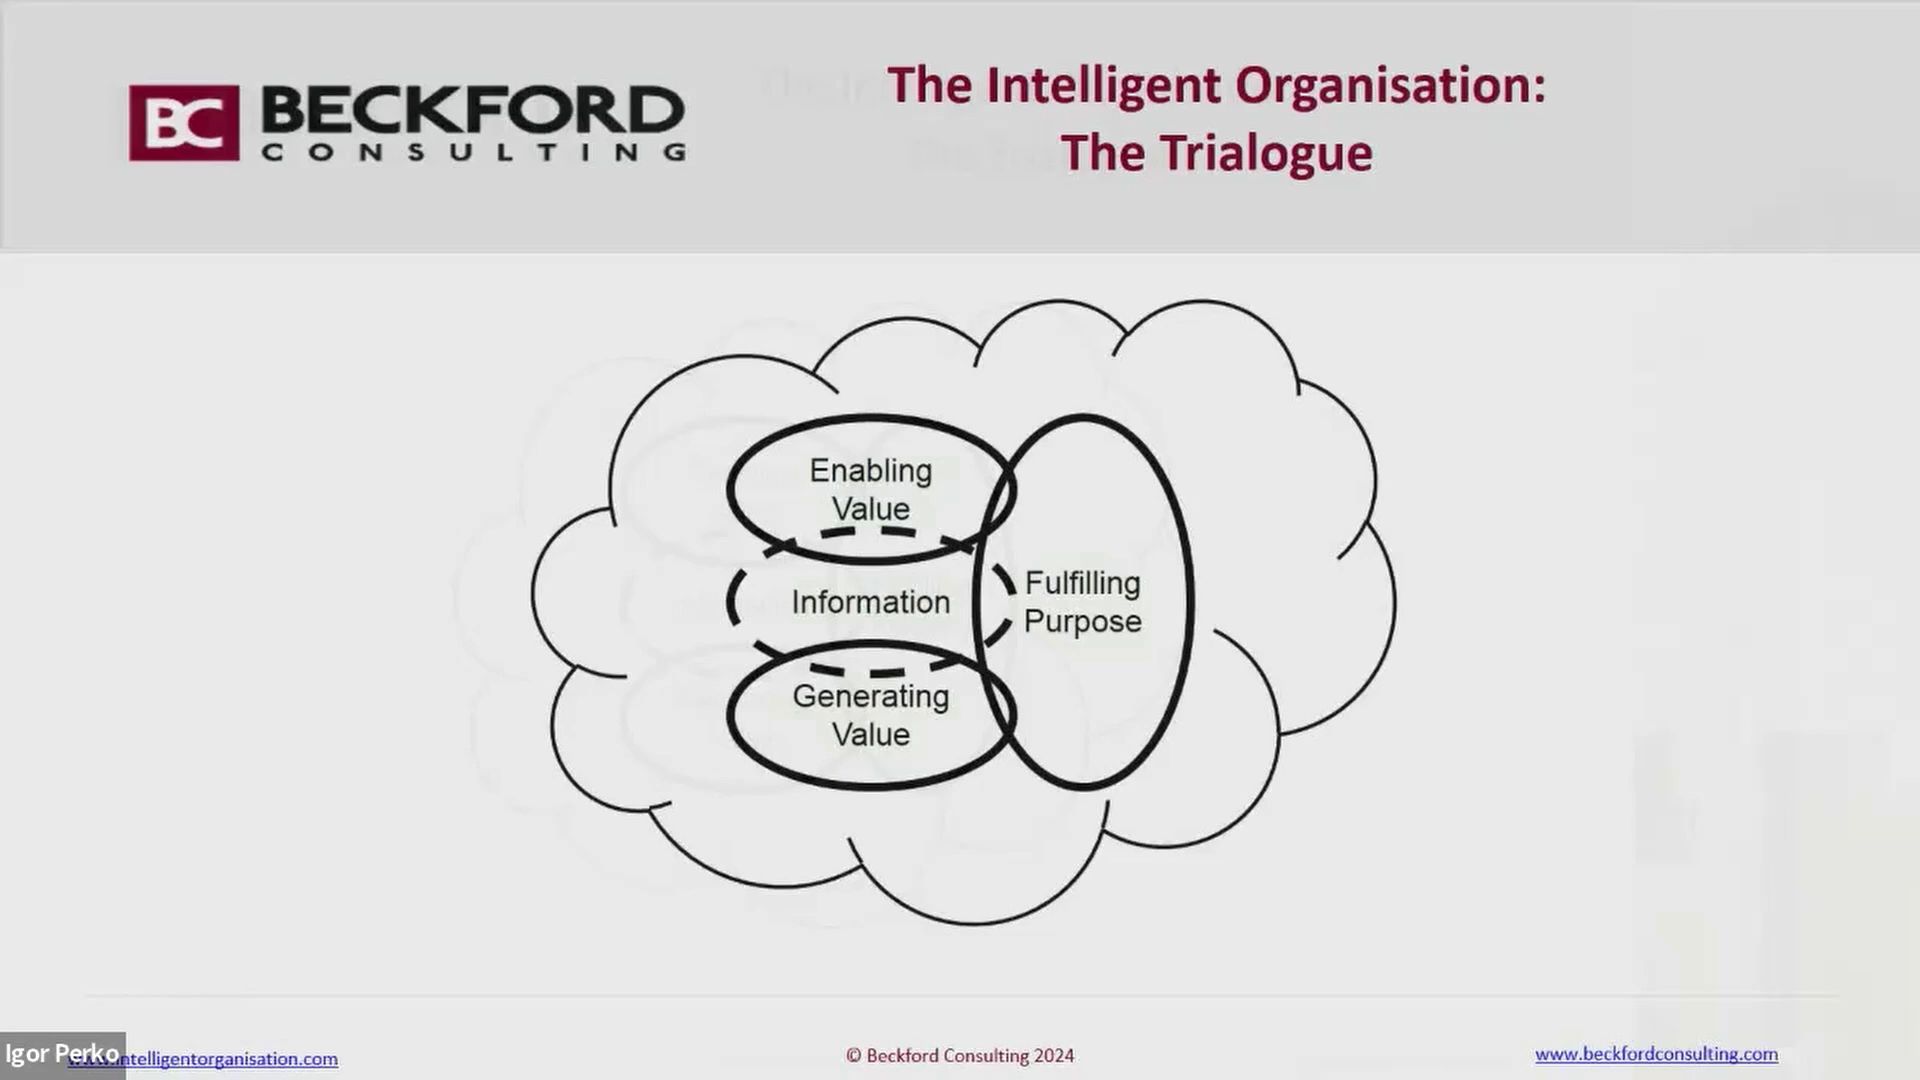 BC BECKFORD
CONSULTING
The Intelligent Organisation:
The Trialogue
Enabling
Value
Information
Fulfilling
Purpose
Generating
Value
Igor Perko
intelligentorganisation.com
© Beckford Consulting 2024
www.beckfordconsulting.com